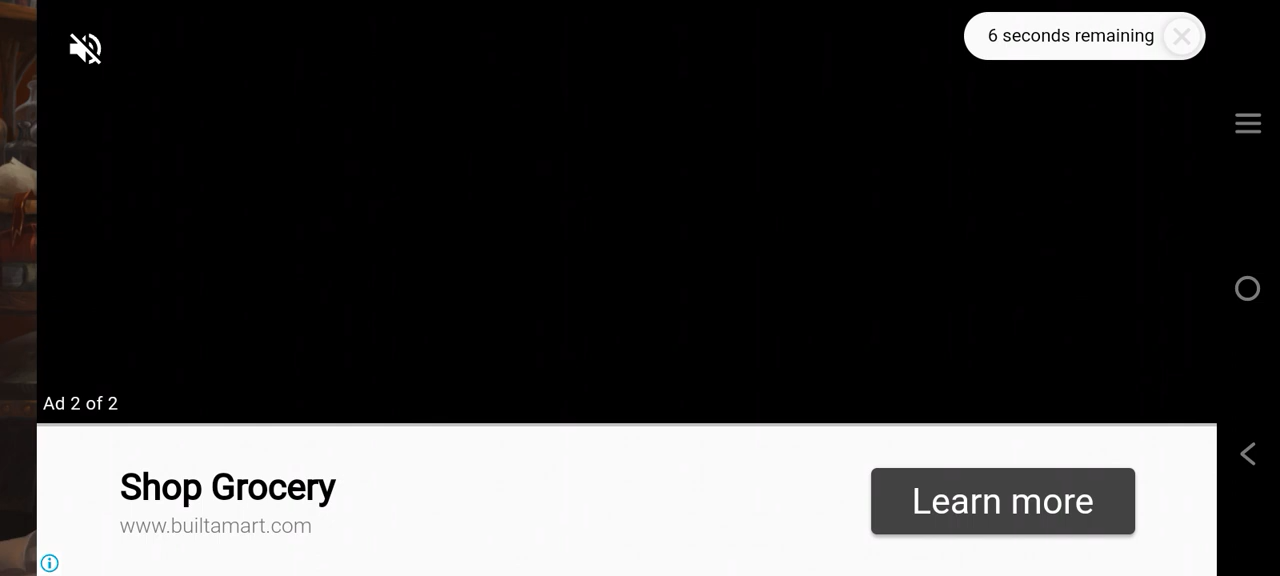 6 seconds remaining
Ad 2 of 2
Shop Grocery
www.builtamart.com
Learn more